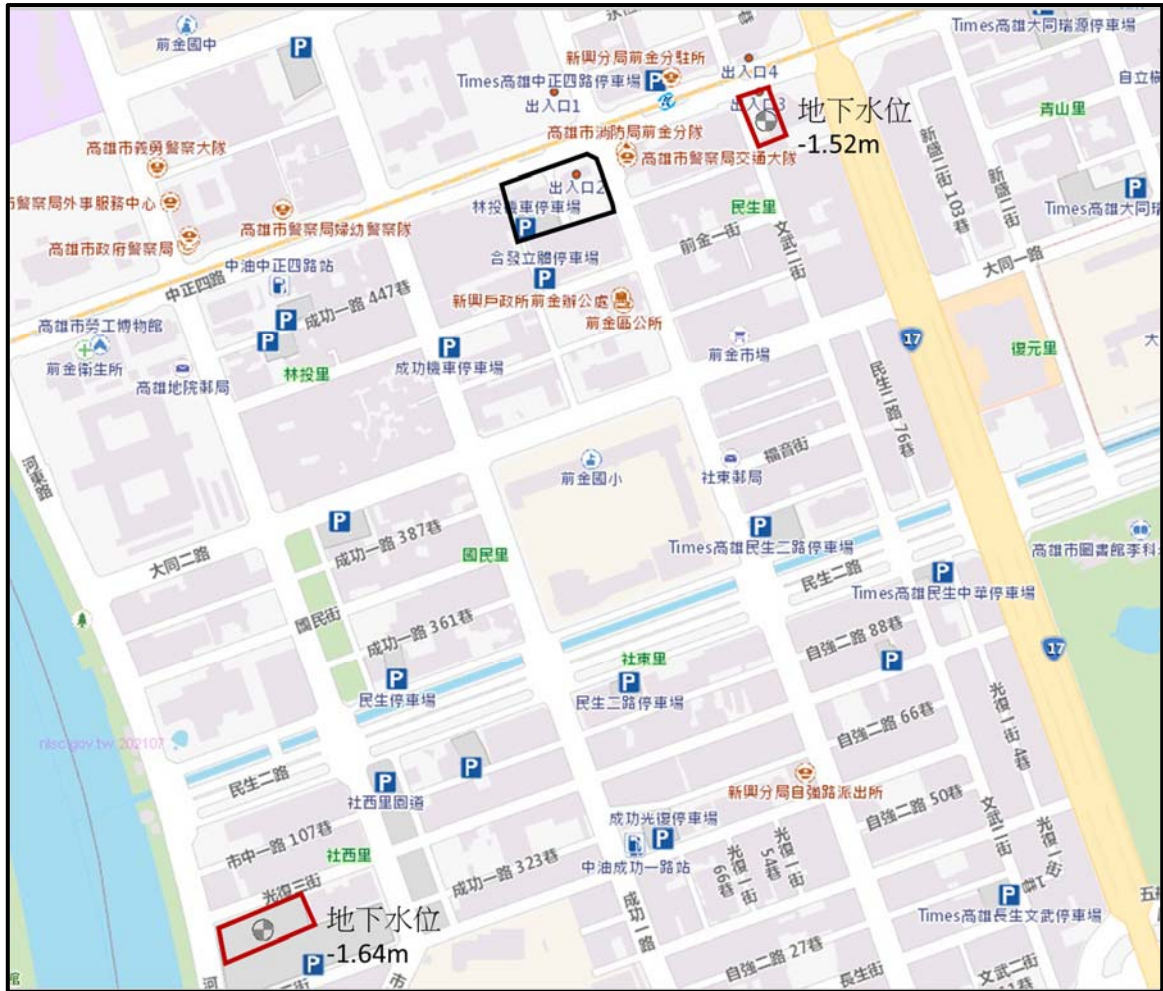 前金國中
P
新興分局前金分駐所
Times高雄大同瑞源停車場
Times高雄中正四路停車場
P
出入口4
出入口1
出入口3
地下水位
-1.52m
青山里
高雄市消防局前金分隊
高雄市義勇警察大隊
高雄市警察局交通大隊
新盛二街 103巷
新盛二街
出入口2
林投機車停車場
P
民生里
P
警察局外事服務中心
高雄市警察局婦幼警察隊
高雄市政府警察局
前金一街
文武二街
大同一路
合發立體停車場
P
中油中正四路站
中正四路
新興戶政所前金辦公處
前金區公所
P
成功一路 447巷
P
高雄市勞工博物館
前金衛生所
高雄地院郵局
林投里
P
成功機車停車場
前金市場
17
復元里
民生二路 76巷
福音街
河東路
前金國小
社東郵局
P
成功一路 387巷
P
Times高雄民生二路停車場
大同二路
國民里
民生二路
P
Times高雄民生中華停車場
國民街
成功一路 361巷
自強二路 88巷
17
社東里
P
P
民生停車場
P
民生二路停車場
光復二街 4巷
自強二路 66巷
nlsc.gov.tw 202107
民生二路
P
P
社西里園道
新興分局自強路派出所
自強二路 50巷
成功光復停車場
P
中油成功一路站
市中一路 107巷
社西里
成功一路 323巷
光復二街
66巷
光復二街
54巷
文武二街
光復三街
P
Times高雄長生文武停車場
地下水位
-1.64m
成功一路
P
自強二路 27巷
長生街
文武二街